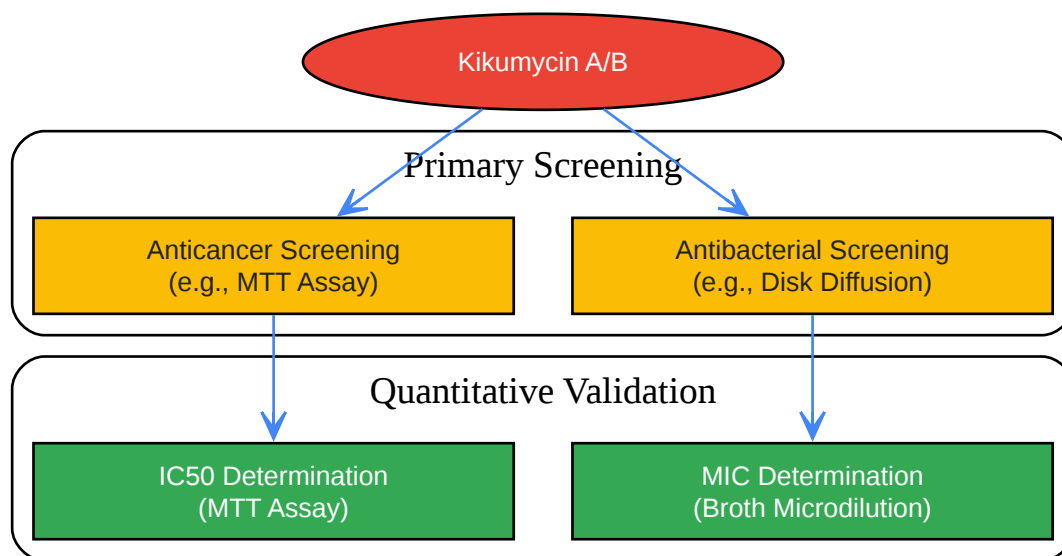 Kikumycin A/B
Primary Screening
Anticancer Screening
(e.g., MTT Assay)
Antibacterial Screening
(e.g., Disk Diffusion)
Quantitative Validation
IC50 Determination
(MTT Assay)
MIC Determination
(Broth Microdilution)